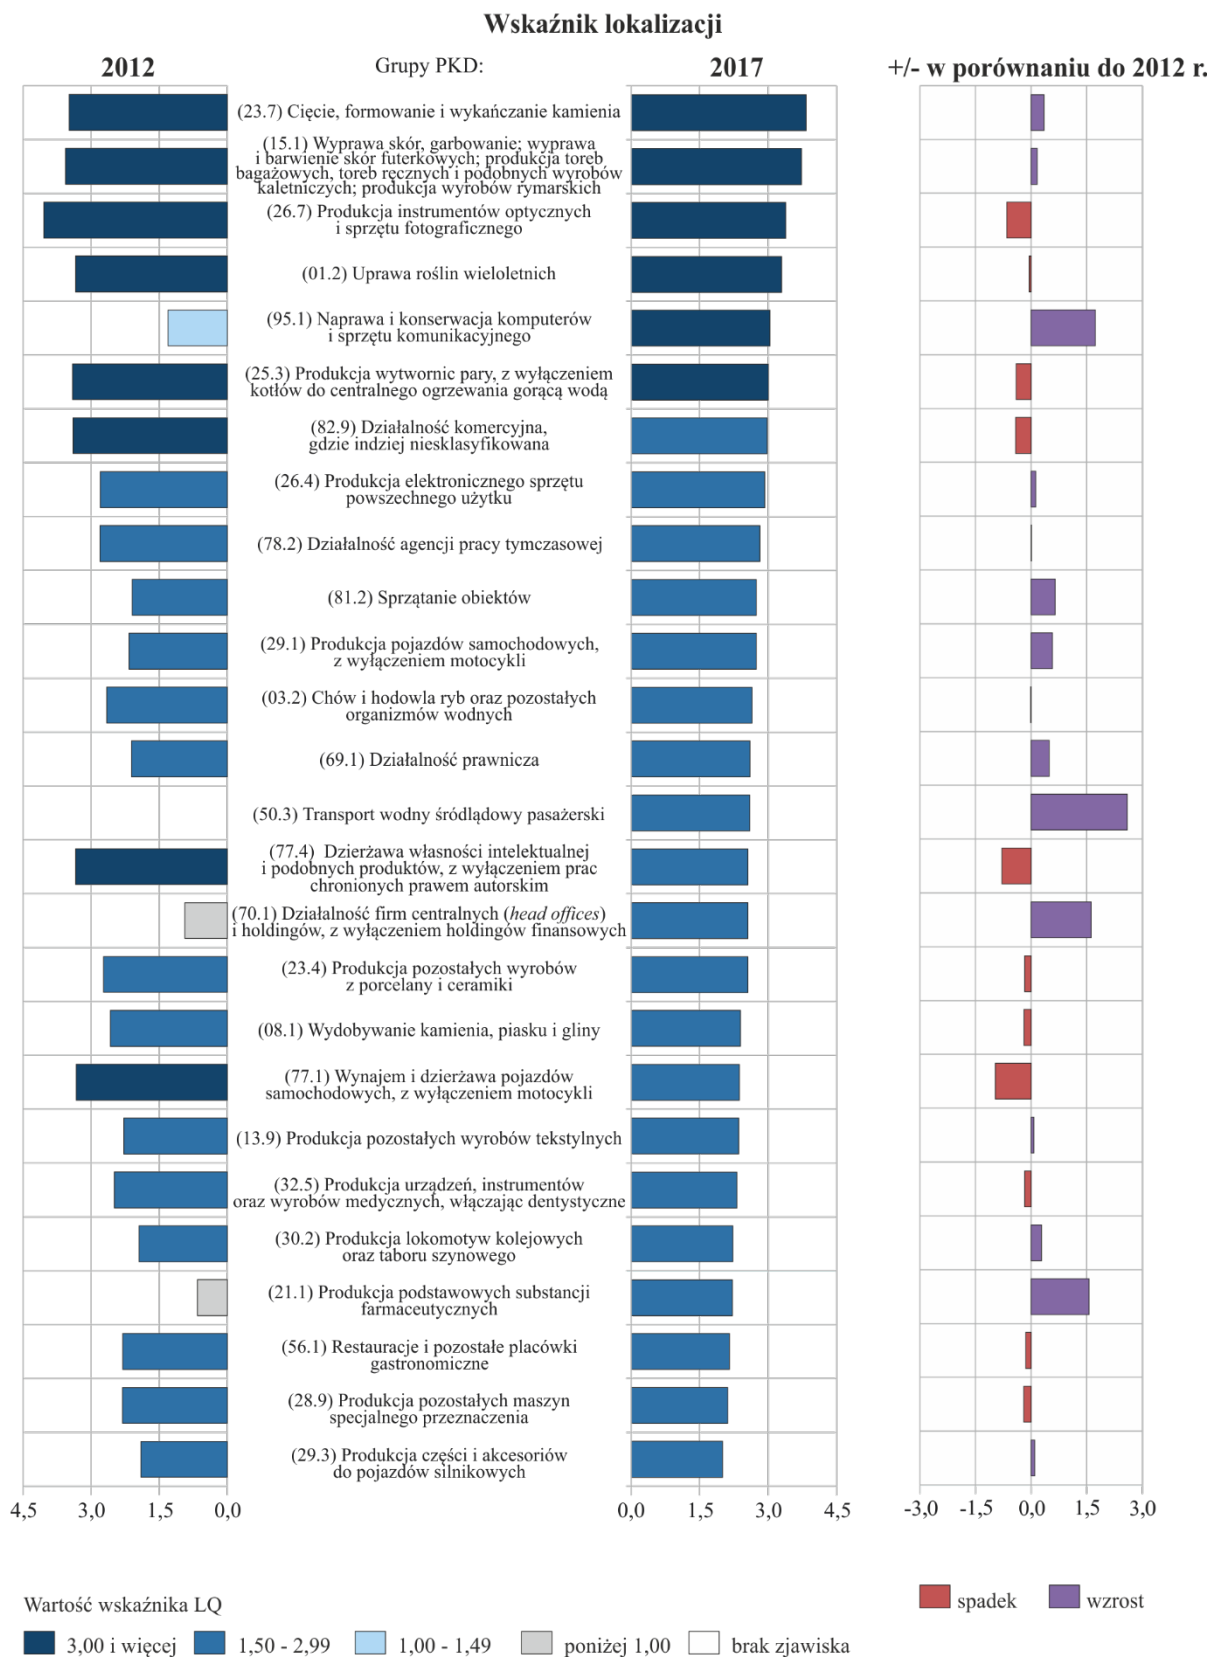 Wskaźnik lokalizacji
2012
Grupy PKD:
2017
+/- w porównaniu do 2012 r.
(23.7) Cięcie, formowanie i wykańczanie kamienia
(15.1) Wyprawa skór, garbowanie; wyprawa
i barwienie skór futerkowych; produkcja toreb
bagażowych, toreb ręcznych i podobnych wyrobów
kaletniczych; produkcja wyrobów rymarskich
(26.7) Produkcja instrumentów optycznych
i sprzętu fotograficznego
(01.2) Uprawa roślin wieloletnich
(95.1) Naprawa i konserwacja komputerów
i sprzętu komunikacyjnego
(25.3) Produkcja wytwornic pary, z wyłączeniem
kotłów do centralnego ogrzewania gorącą wodą
(82.9) Działalność komercyjna,
gdzie indziej niesklasyfikowana
(26.4) Produkcja elektronicznego sprzętu
powszechnego użytku
(78.2) Działalność agencji pracy tymczasowej
(81.2) Sprzątanie obiektów
(29.1) Produkcja pojazdów samochodowych,
z wyłączeniem motocykli
(03.2) Chów i hodowla ryb oraz pozostałych
organizmów wodnych
(69.1) Działalność prawnicza
(50.3) Transport wodny śródlądowy pasażerski
(77.4) Dzierżawa własności intelektualnej
i podobnych produktów, z wyłączeniem prac
chronionych prawem autorskim
(70.1) Działalność firm centralnych (head offices)
i holdingów, z wyłączeniem holdingów finansowych
(23.4) Produkcja pozostałych wyrobów
z porcelany i ceramiki
(08.1) Wydobywanie kamienia, piasku i gliny
(77.1) Wynajem i dzierżawa pojazdów
samochodowych, z wyłączeniem motocykli
(13.9) Produkcja pozostałych wyrobów tekstylnych
(32.5) Produkcja urządzeń, instrumentów
oraz wyrobów medycznych, włączając dentystyczne
(30.2) Produkcja lokomotyw kolejowych
oraz taboru szynowego
(21.1) Produkcja podstawowych substancji
farmaceutycznych
(56.1) Restauracje i pozostałe placówki
gastronomiczne
(28.9) Produkcja pozostałych maszyn
specjalnego przeznaczenia
(29.3) Produkcja części i akcesoriów
do pojazdów silnikowych
4,5 3,0 1,5 0,0
0,0 1,5 3,0 4,5
-3,0 -1,5 0,0 1,5 3,0
Wartość wskaźnika LQ
3,00 i więcej
1,50 - 2,99
1,00 - 1,49
poniżej 1,00
brak zjawiska
spadek
wzrost